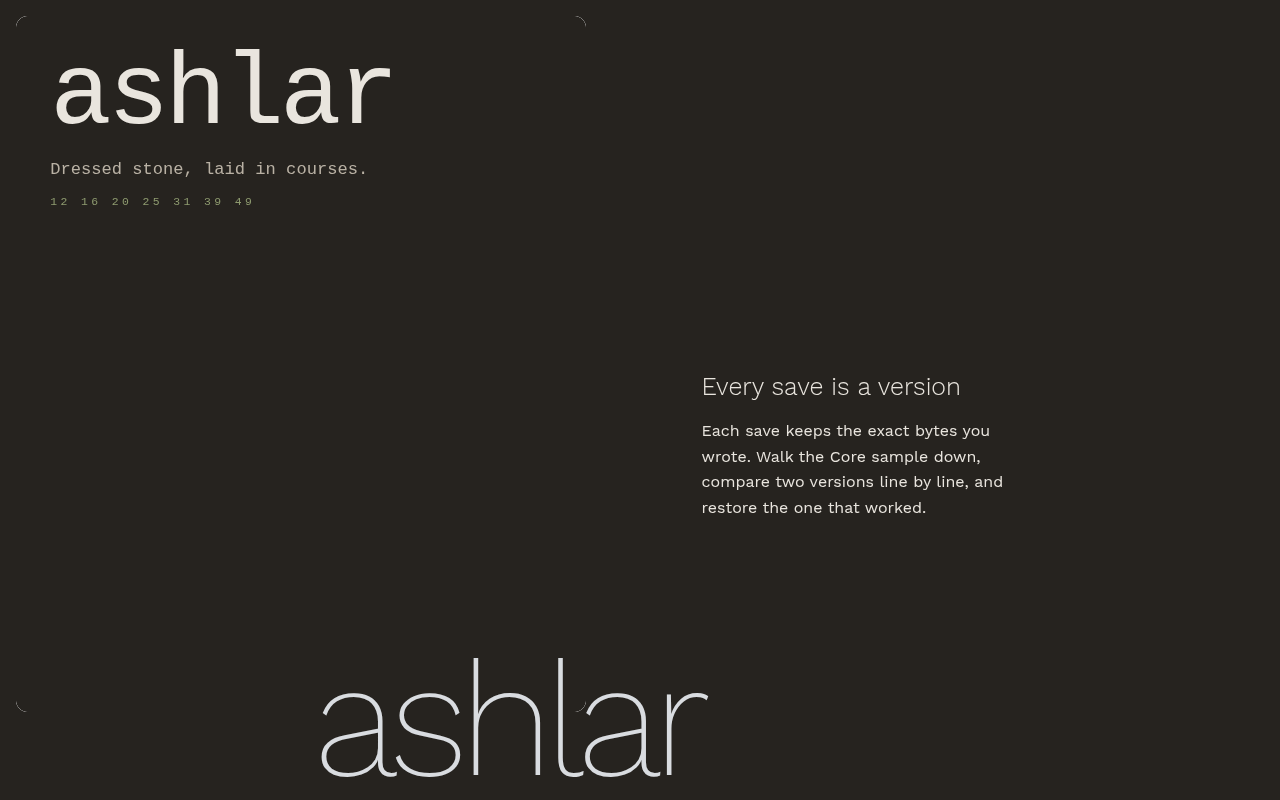 ashlar
Dressed stone, laid in courses.
12 16 20 25 31 39 49
Every save is a version
Each save keeps the exact bytes you
wrote. Walk the Core sample down,
compare two versions line by line, and
restore the one that worked.
ashlar